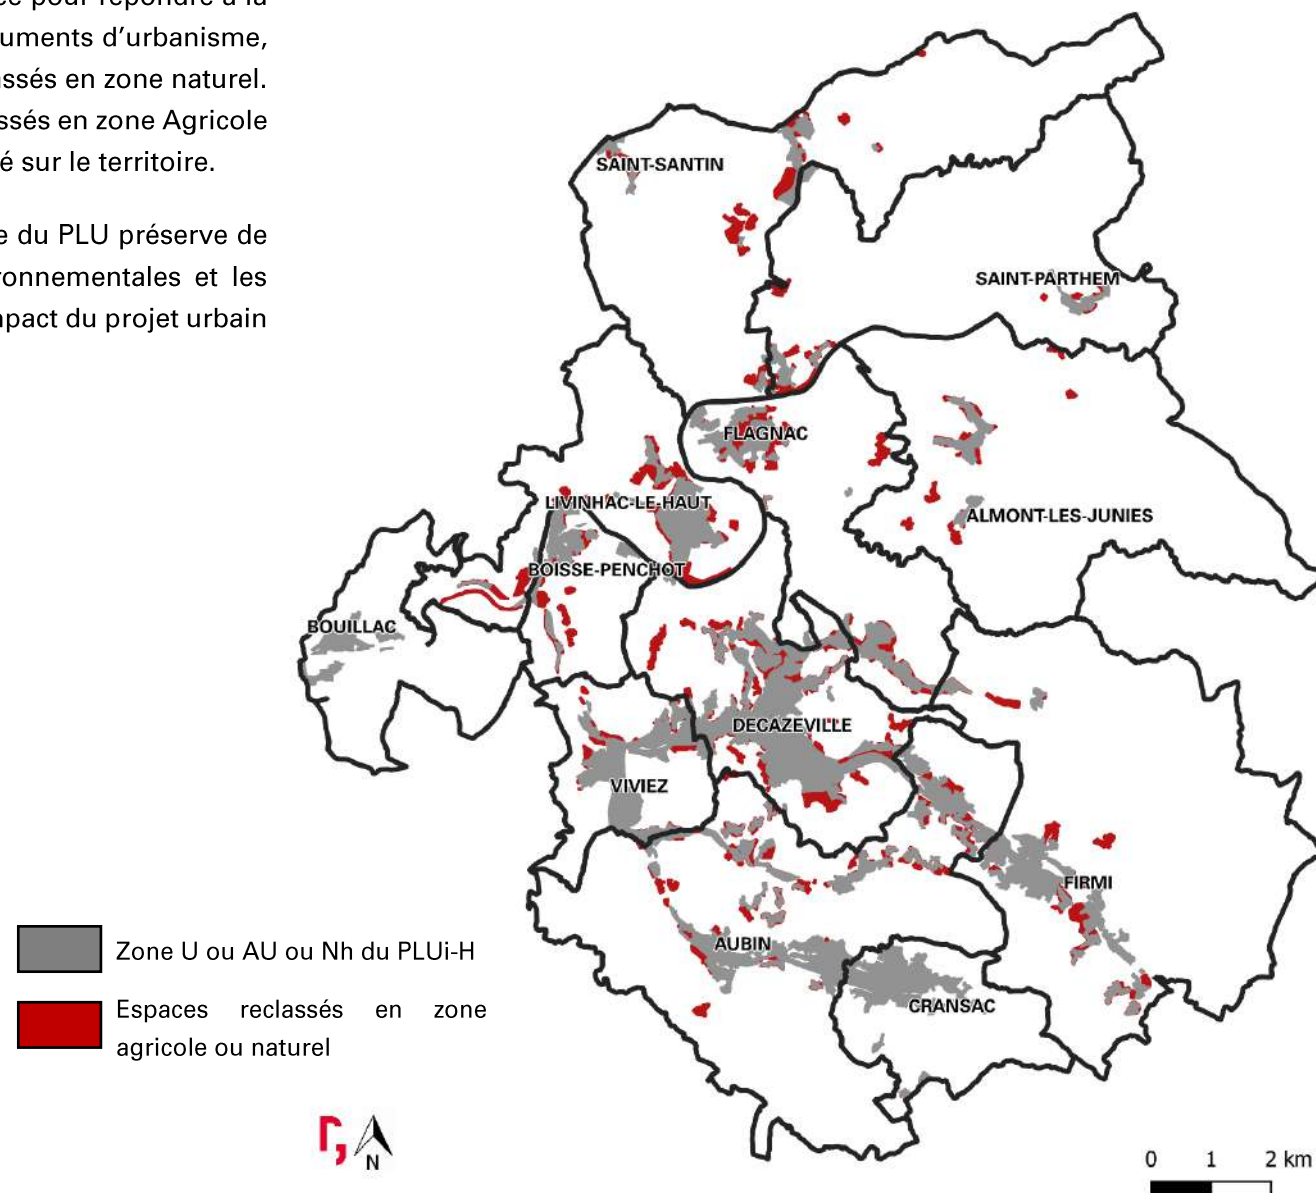 pour répondre à la
uments d'urbanisme,
assés en zone naturel.
ssés en zone Agricole
é sur le territoire.
e du PLU préserve de
ronnementales et les
npact du projet urbain
SAINT-SANTIN
SAINT-PARTHEM
FLAGNAC
LIVINHAC-LE-HAUT
ALMONT-LES-JUNIES
BOISSE-PENCHOT
BOUILLAC
DECAZEVILLE
VIVIEZ
FIRMI
AUBIN
CRANSAC
Zone U ou AU ou Nh du PLUi-H
Espaces reclassés en zone
agricole ou naturel
N
0 1 2 km